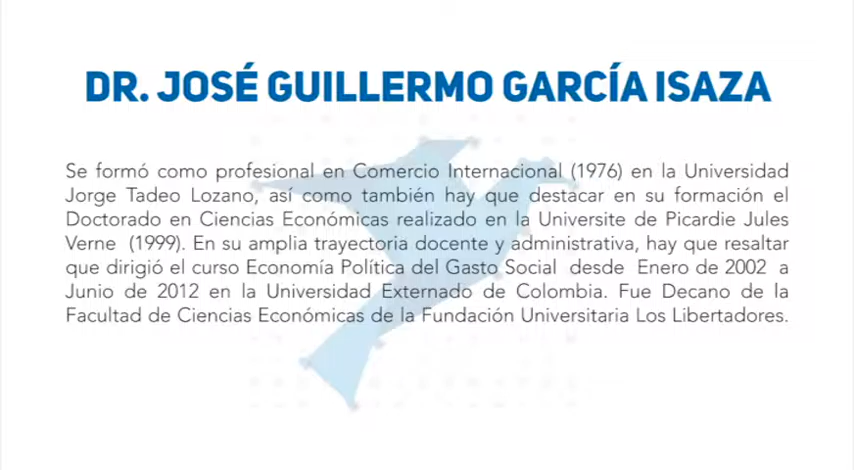 DR. JOSÉ GUILLERMO GARCÍA ISAZA
Se formó como profesional en Comercio Internacional (1976) en la Universidad
Jorge Tadeo Lozano, así como también hay que destacar en su formación el
Doctorado en Ciencias Económicas realizado en la Universite de Picardie Jules
Verne (1999). En su amplia trayectoria docente y administrativa, hay que resaltar
que dirigió el curso Economía Política del Gasto Social desde Enero de 2002 a
Junio de 2012 en la Universidad Externado de Colombia. Fue Decano de la
Facultad de Ciencias Económicas de la Fundación Universitaria Los Libertadores.